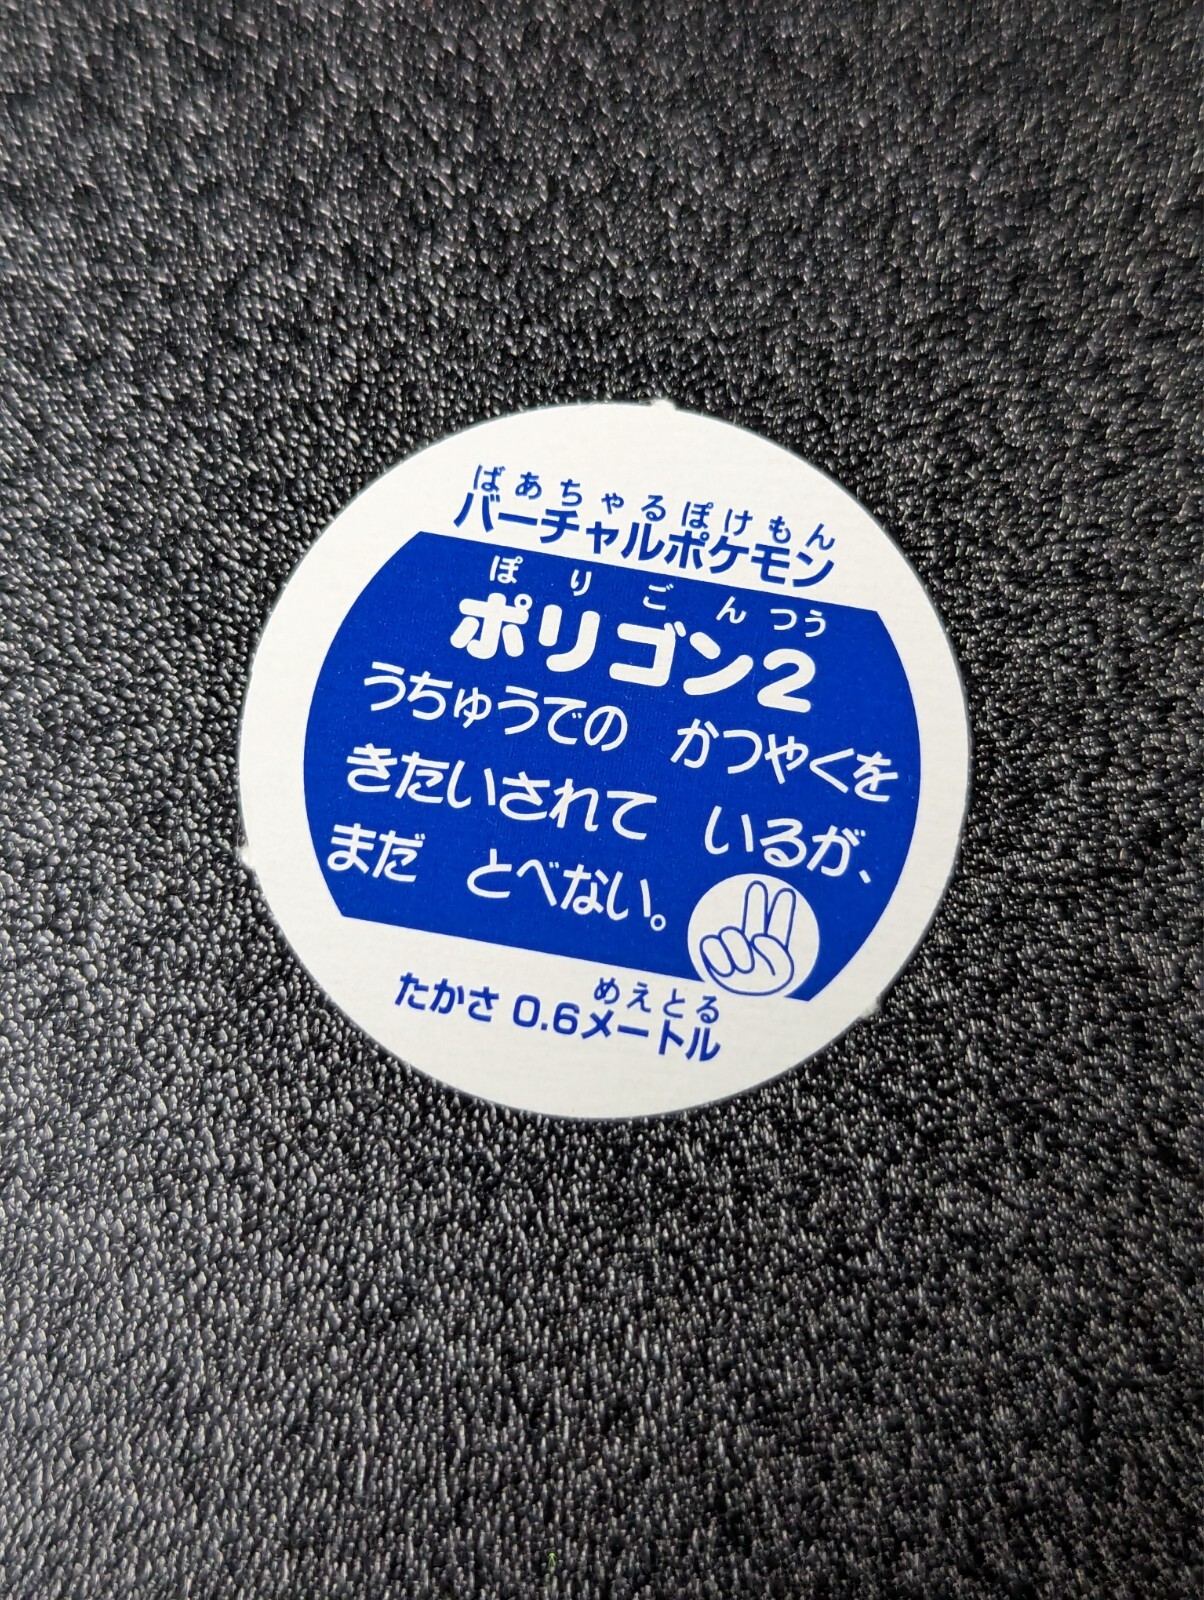 ばあちゃるぽけもん
バーチャルポケモン
ぽりごんつう
ポリゴン2
うちゅうでの　かつやくを
きたいされて　いるが、
まだ　とべない。
めえとる
たかさ 0.6メートル